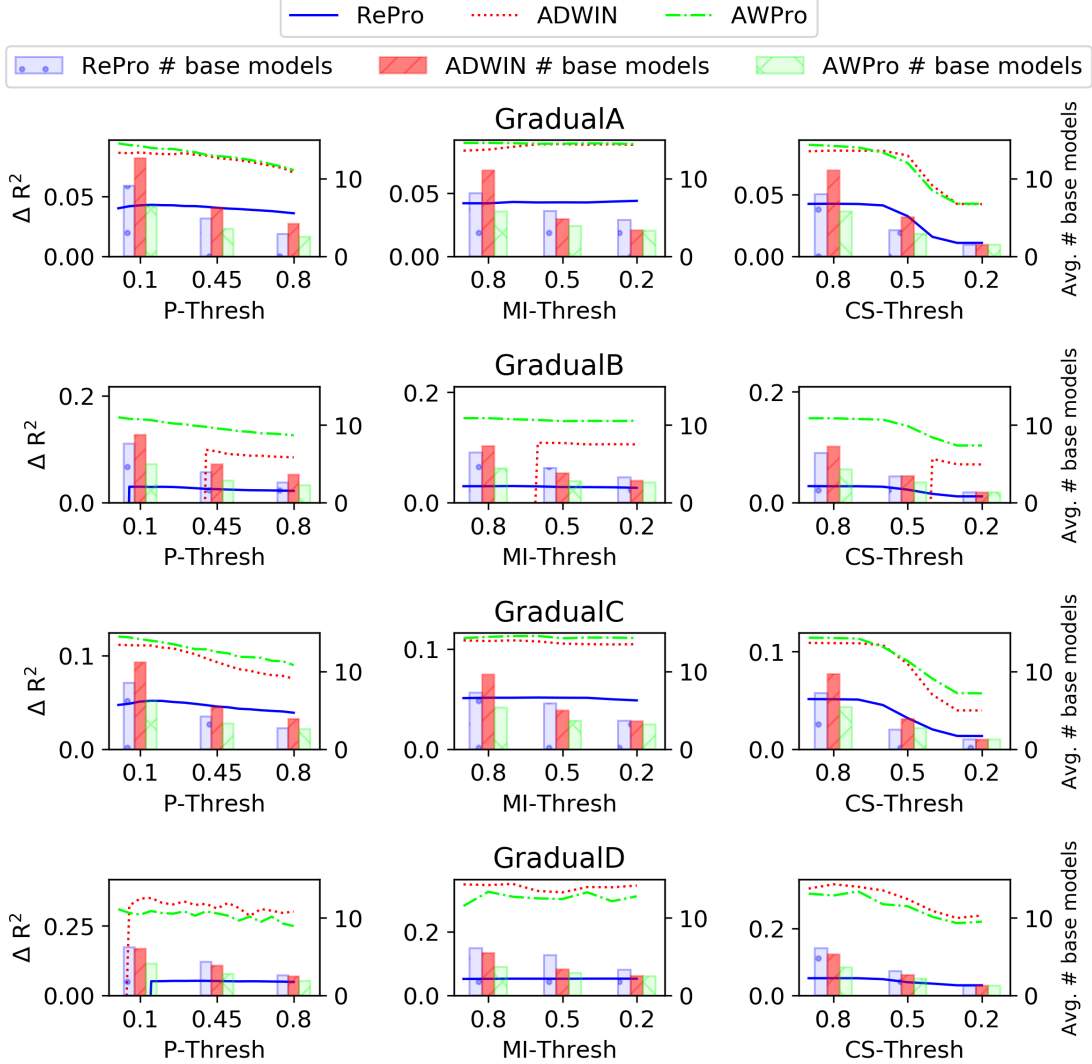 RePro ADWIN AWPro
RePro # base models ADWIN # base models AWPro # base models
GradualA
Δ R²
0.05
0.00
10
0
0.05
0.00
10
0
0.05
0.00
10
0
Avg. # base models
0.1 0.45 0.8
0.8 0.5 0.2
0.8 0.5 0.2
P-Thresh
MI-Thresh
CS-Thresh
GradualB
Δ R²
0.2
0.0
10
0
0.2
0.0
10
0
0.2
0.0
10
0
Avg. # base models
0.1 0.45 0.8
0.8 0.5 0.2
0.8 0.5 0.2
P-Thresh
MI-Thresh
CS-Thresh
GradualC
Δ R²
0.1
0.0
10
0
0.1
0.0
10
0
0.1
0.0
10
0
Avg. # base models
0.1 0.45 0.8
0.8 0.5 0.2
0.8 0.5 0.2
P-Thresh
MI-Thresh
CS-Thresh
GradualD
Δ R²
0.25
0.00
10
0
0.2
0.0
10
0
0.2
0.0
10
0
Avg. # base models
0.1 0.45 0.8
0.8 0.5 0.2
0.8 0.5 0.2
P-Thresh
MI-Thresh
CS-Thresh